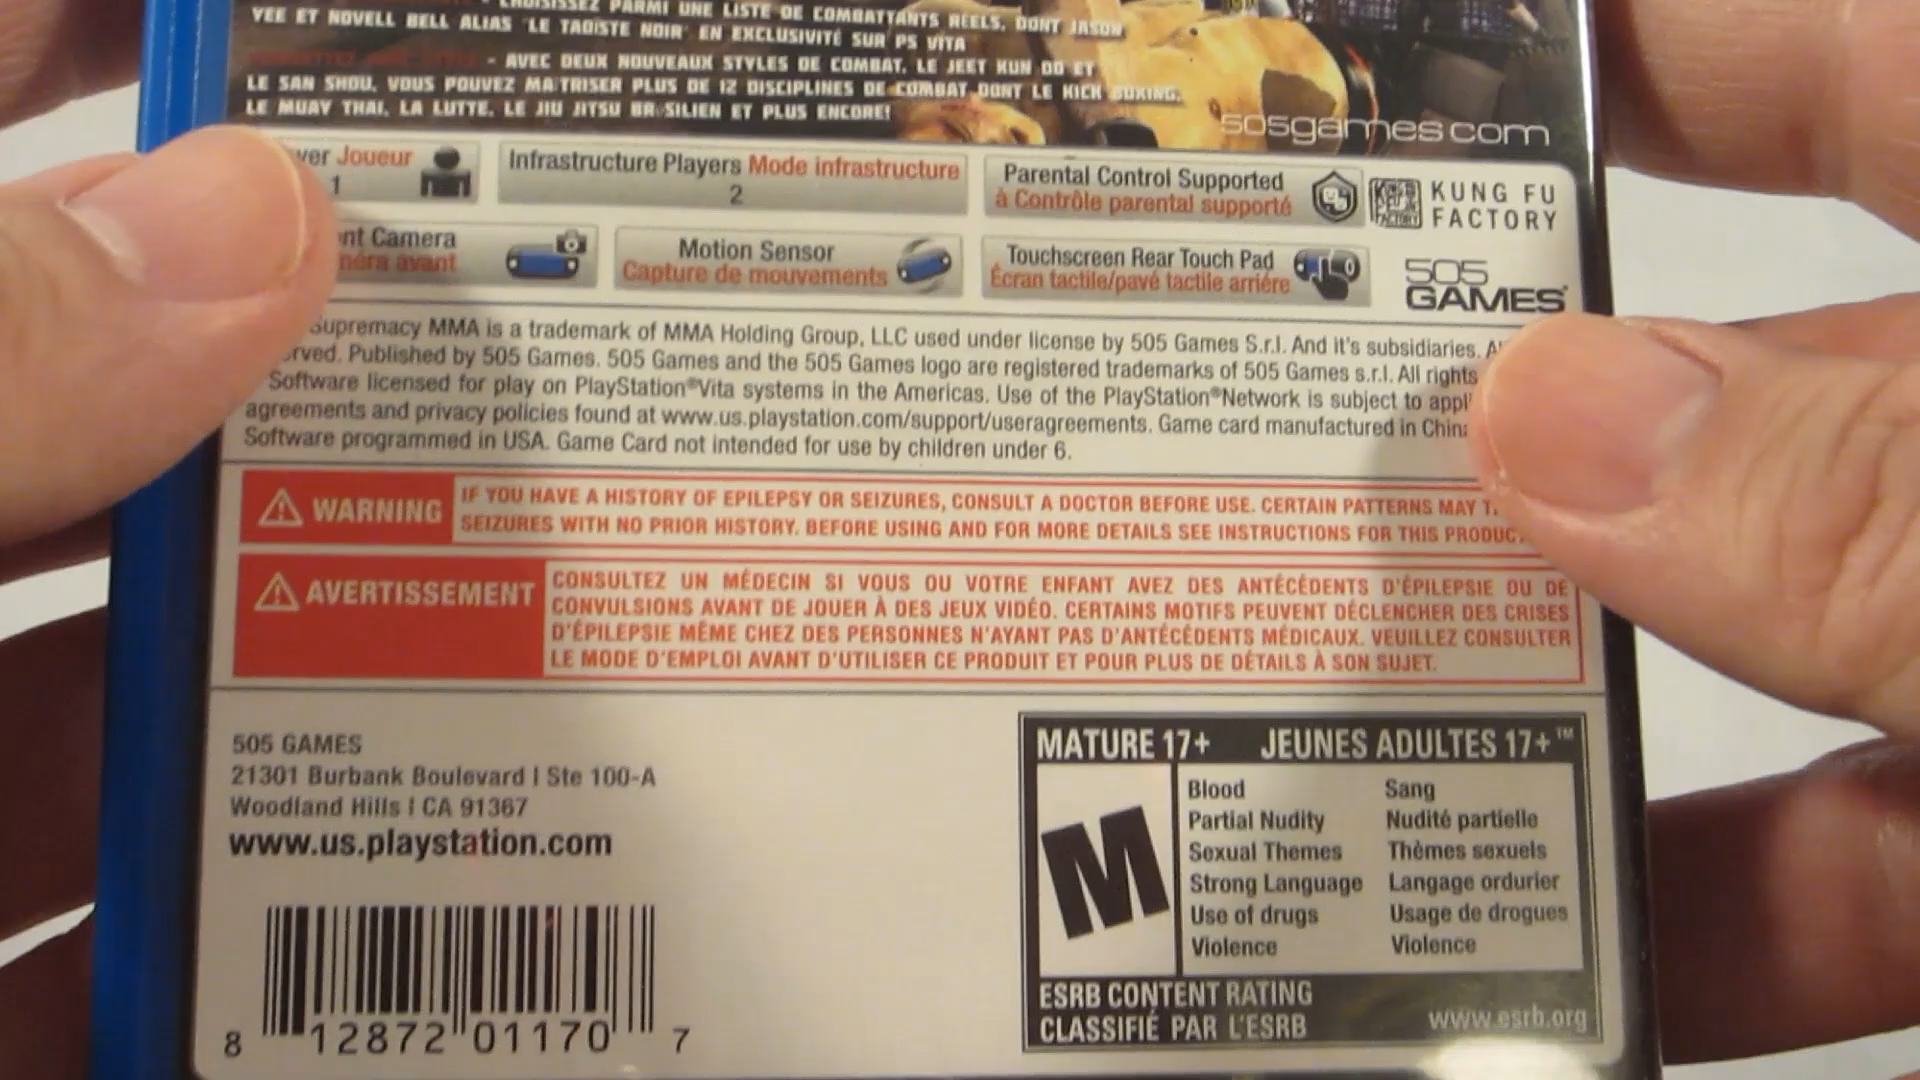 CHOISISSEZ PARMI UNE LISTE DE COMBATTANTS RÉELS, DONT JASON
YEE ET NOVELL BELL ALIAS 'LE TAOISTE NOIR' EN EXCLUSIVITÉ SUR PS VITA
- AVEC DEUX NOUVEAUX STYLES DE COMBAT, LE JEET KUN DO ET
LE SAN SHOU, VOUS POUVEZ MA TRISER PLUS DE 12 DISCIPLINES DE COMBAT DONT LE KICK BOXING,
LE MUAY THAI, LA LUTTE, LE JIU JITSU BR SILIEN ET PLUS ENCORE!
505games.com
Joueur
1
Infrastructure Players Mode infrastructure
2
Parental Control Supported
à Contrôle parental supporté
KUNG FU
FACTORY
Camera
avant
Motion Sensor
Capture de mouvements
Touchscreen Rear Touch Pad
Écran tactile/pavé tactile arriére
505
GAMES
Supremacy MMA is a trademark of MMA Holding Group, LLC used under license by 505 Games S.r.l. And it's subsidiaries.
Published by 505 Games. 505 Games and the 505 Games logo are registered trademarks of 505 Games s.r.l. All rights
Software licensed for play on PlayStation®Vita systems in the Americas. Use of the PlayStation®Network is subject to
agreements and privacy policies found at www.us.playstation.com/support/useragreements. Game card manufactured in
Software programmed in USA. Game Card not intended for use by children under 6.
WARNING
IF YOU HAVE A HISTORY OF EPILEPSY OR SEIZURES, CONSULT A DOCTOR BEFORE USE. CERTAIN PATTERNS MAY
SEIZURES WITH NO PRIOR HISTORY. BEFORE USING AND FOR MORE DETAILS SEE INSTRUCTIONS FOR THIS
AVERTISSEMENT
CONSULTEZ UN MÉDECIN SI VOUS OU VOTRE ENFANT AVEZ DES ANTÉCÉDENTS D'ÉPILEPSIE OU DE
CONVULSIONS AVANT DE JOUER À DES JEUX VIDÉO. CERTAINS MOTIFS PEUVENT DÉCLENCHER DES CRISES
D'ÉPILEPSIE MÊME CHEZ DES PERSONNES N'AYANT PAS D'ANTÉCÉDENTS MÉDICAUX. VEUILLEZ CONSULTER
LE MODE D'EMPLOI AVANT D'UTILISER CE PRODUIT ET POUR PLUS DE DÉTAILS À SON SUJET.
505 GAMES
21301 Burbank Boulevard | Ste 100-A
Woodland Hills | CA 91367
www.us.playstation.com
8 12872 01170 7
MATURE 17+ JEUNES ADULTES 17+™
M
Blood Sang
Partial Nudity Nudité partielle
Sexual Themes Thèmes sexuels
Strong Language Langage ordurier
Use of drugs Usage de drogues
Violence Violence
ESRB CONTENT RATING
CLASSIFIÉ PAR L'ESRB
www.esrb.org